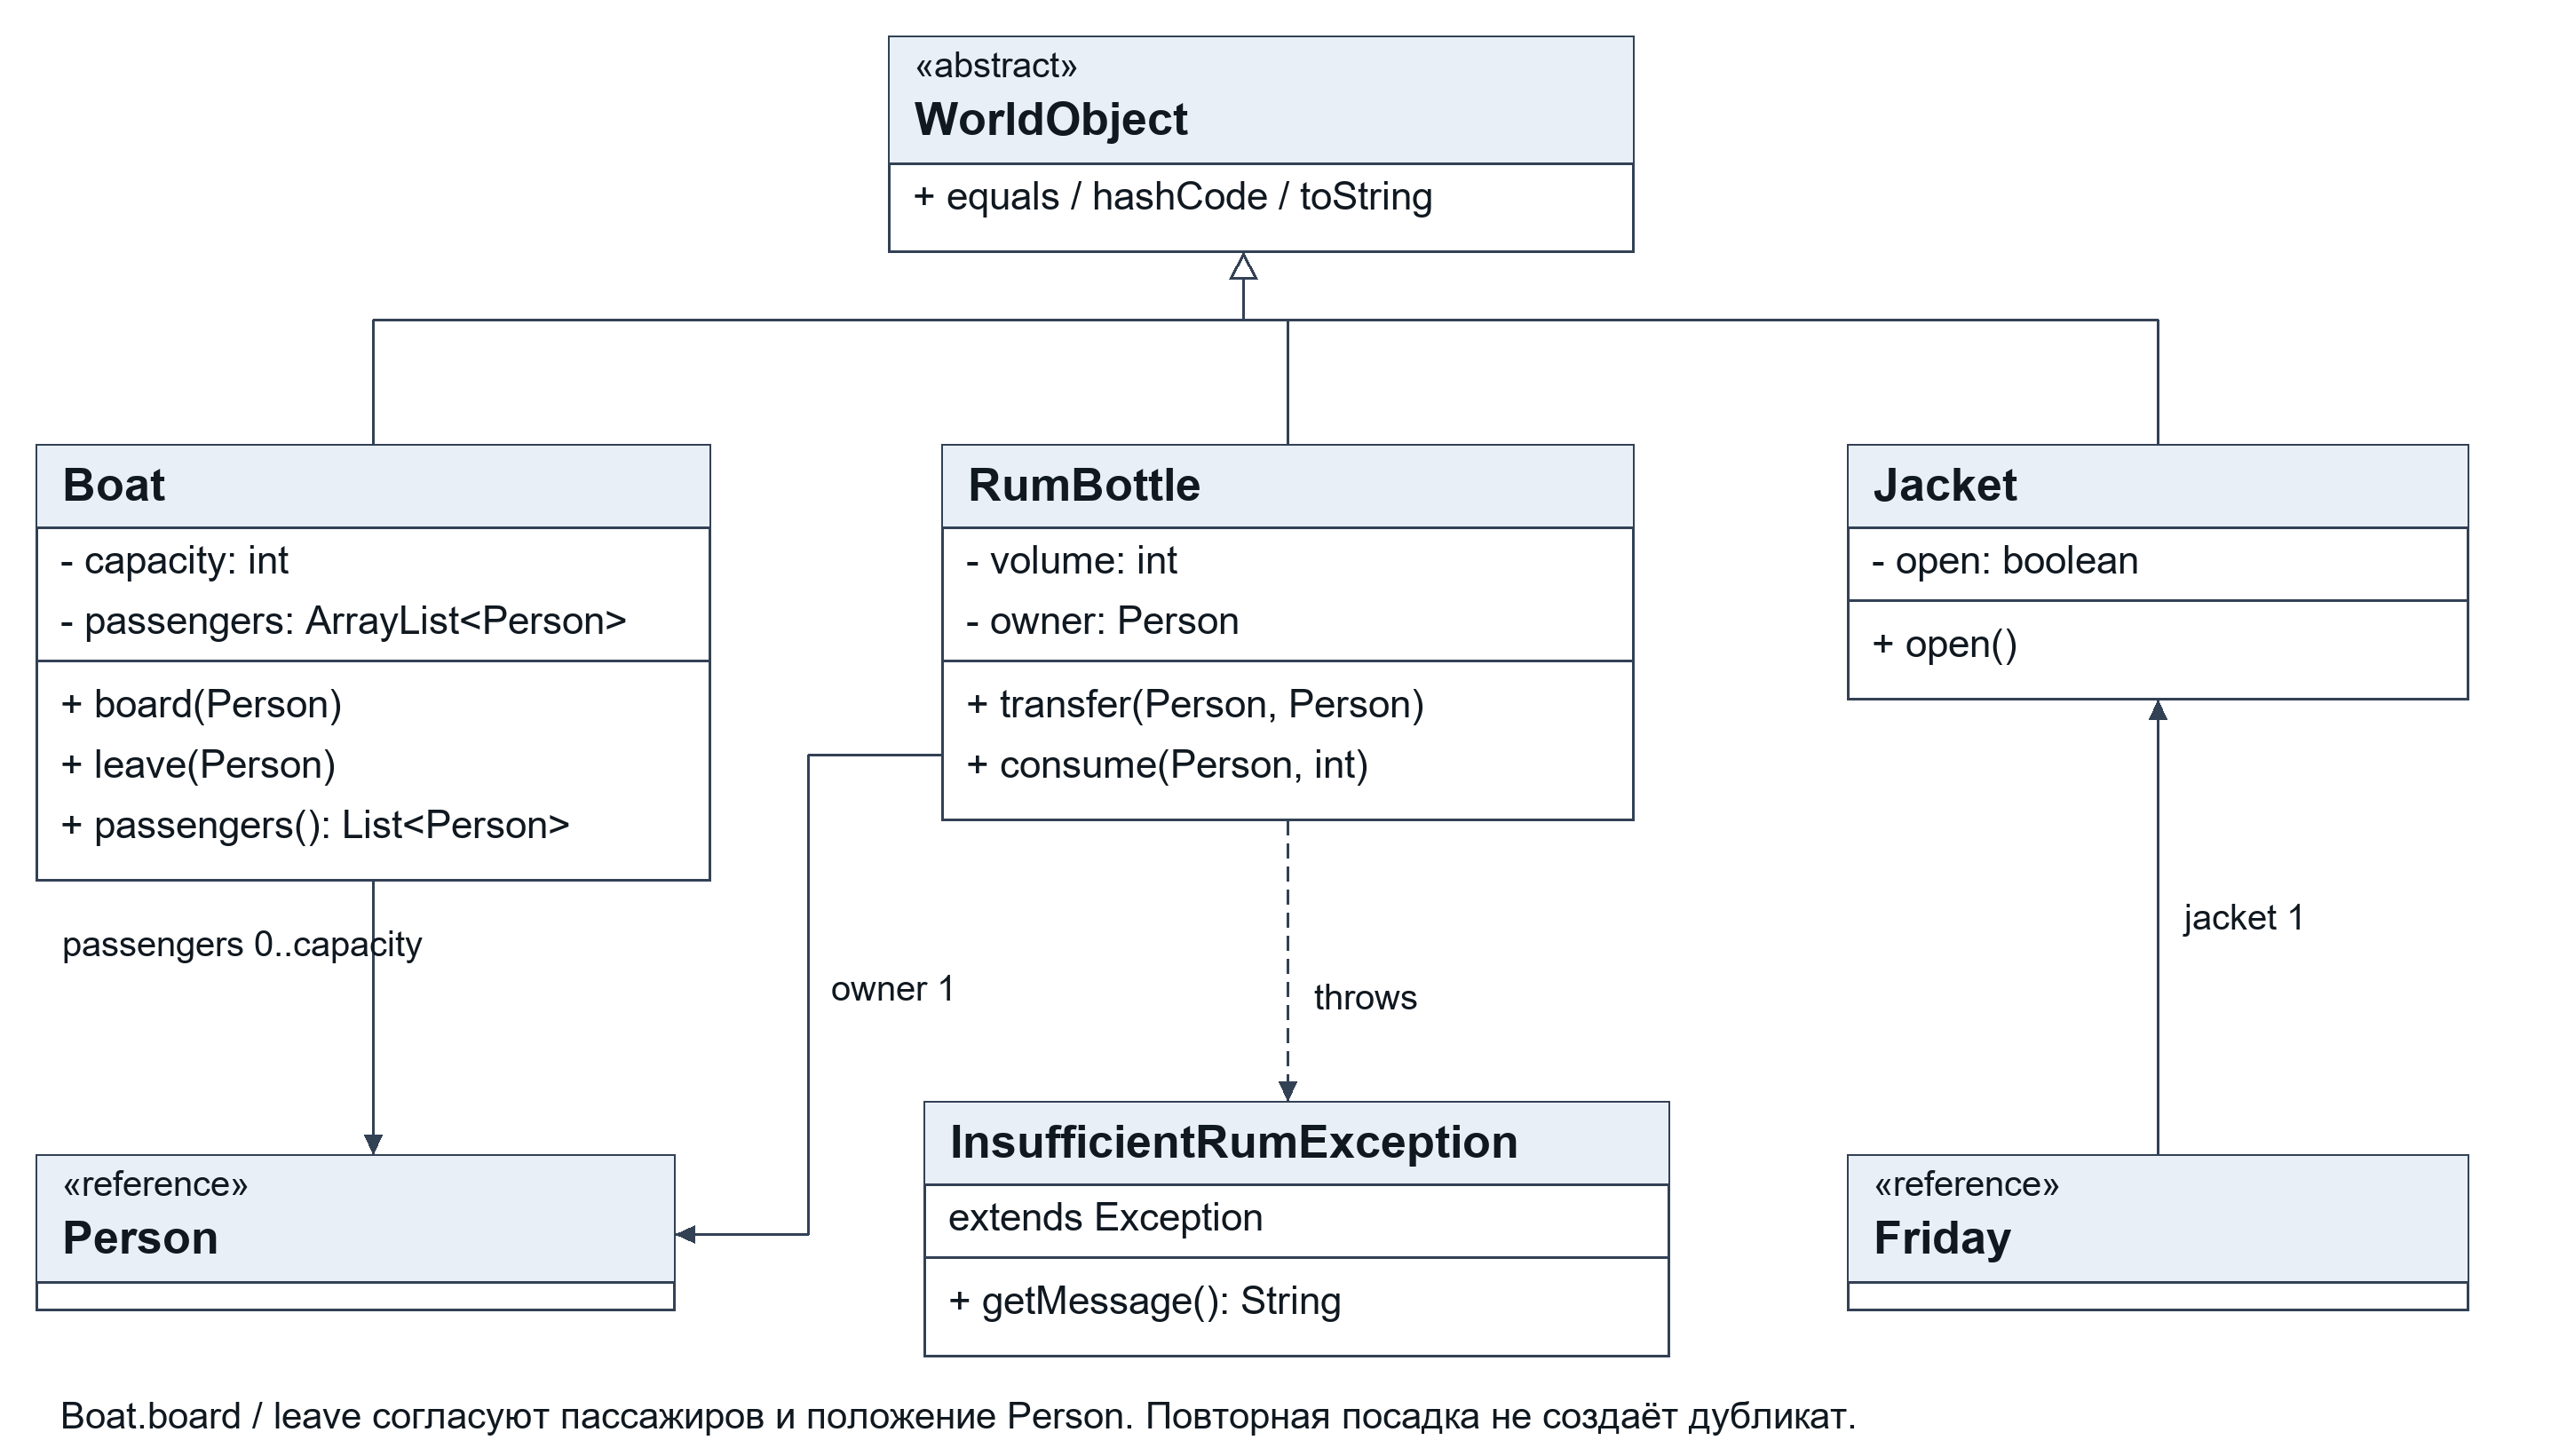 «abstract»
WorldObject
+ equals / hashCode / toString
Boat
- capacity: int
- passengers: ArrayList<Person>
+ board(Person)
+ leave(Person)
+ passengers(): List<Person>
RumBottle
- volume: int
- owner: Person
+ transfer(Person, Person)
+ consume(Person, int)
Jacket
- open: boolean
+ open()
passengers 0..capacity
owner 1
throws
jacket 1
«reference»
Person
InsufficientRumException
extends Exception
+ getMessage(): String
«reference»
Friday
Boat.board / leave согласуют пассажиров и положение Person. Повторная посадка не создаёт дубликат.